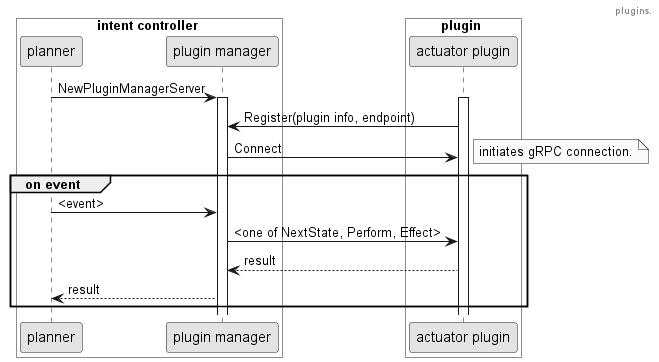 plugins.
intent controller
plugin
planner
plugin manager
actuator plugin
NewPluginManagerServer
Register(plugin info, endpoint)
Connect
initiates gRPC connection.
on event
<event>
<one of NextState, Perform, Effect>
result
result
planner
plugin manager
actuator plugin